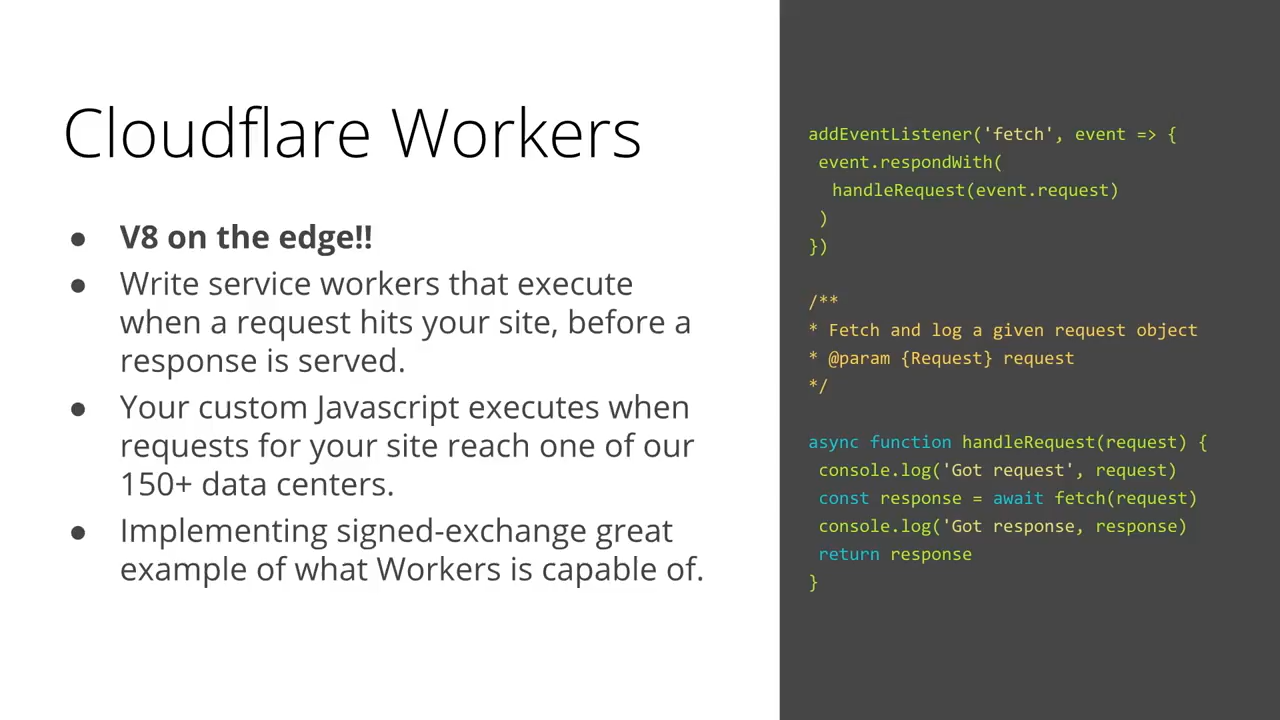 Cloudflare Workers
● V8 on the edge!!
● Write service workers that execute
when a request hits your site, before a
response is served.
● Your custom Javascript executes when
requests for your site reach one of our
150+ data centers.
● Implementing signed-exchange great
example of what Workers is capable of.
addEventListener('fetch', event => {
event.respondWith(
handleRequest(event.request)
)
})
/**
* Fetch and log a given request object
* @param {Request} request
*/
async function handleRequest(request) {
console.log('Got request', request)
const response = await fetch(request)
console.log('Got response, response)
return response
}